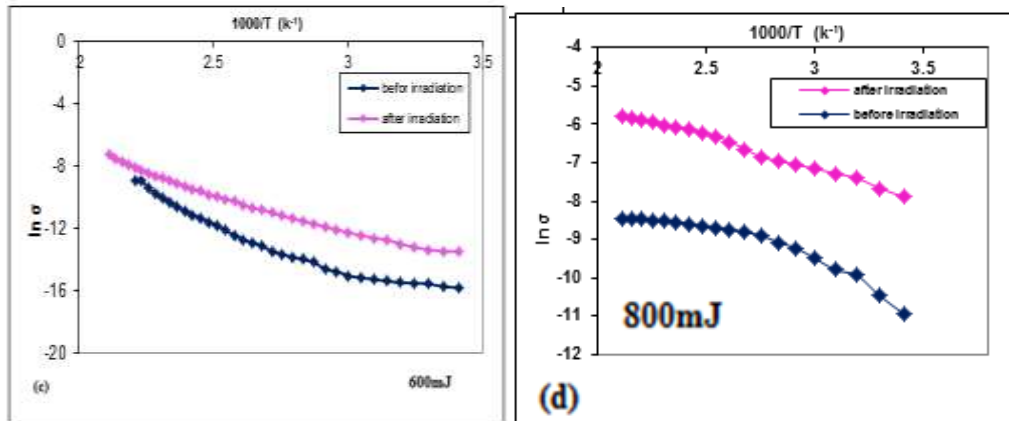 1000/T (k⁻¹)
0
2
2.5
3
3.5
befor irradiation
after irradiation
-4
-8
-12
-16
-20
ln σ
(c)
600mJ
1000/T (k⁻¹)
-4
2
2.5
3
3.5
after irradiation
before irradiation
-5
-6
-7
-8
-9
-10
-11
-12
ln σ
800mJ
(d)